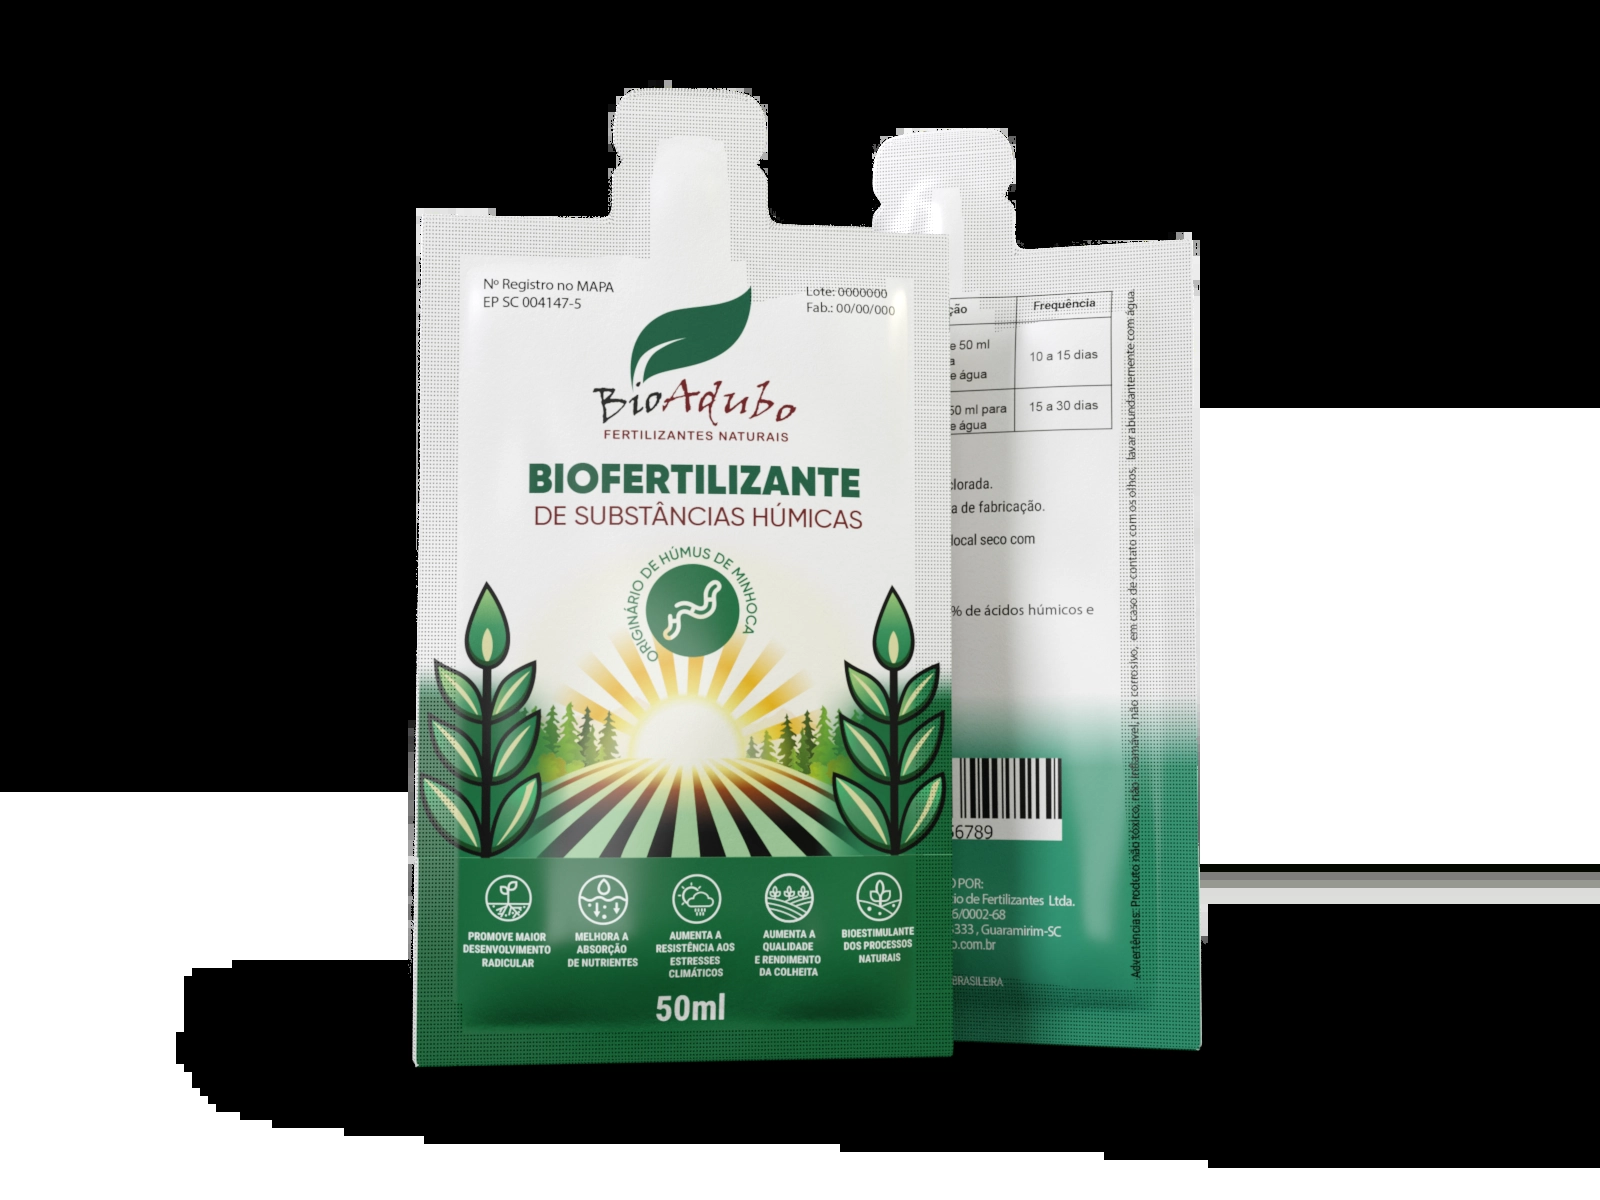 Nº Registro no MAPA
EP SC 004147-5
Lote: 0000000
Fab.: 00/00/000
BioAdubo
FERTILIZANTES NATURAIS
BIOFERTILIZANTE
DE SUBSTÂNCIAS HÚMICAS
ORIGINÁRIO DE HÚMUS DE MINHOCA
PROMOVE MAIOR
DESENVOLVIMENTO
RADICULAR
MELHORA A
ABSORÇÃO
DE NUTRIENTES
AUMENTA A
RESISTÊNCIA AOS
ESTRESSES
CLIMÁTICOS
AUMENTA A
QUALIDADE
E RENDIMENTO
DA COLHEITA
BIOESTIMULANTE
DOS PROCESSOS
NATURAIS
50ml
ção
Frequência
e 50 ml
a
e água
10 a 15 dias
50 ml para
e água
15 a 30 dias
clorada.
a de fabricação.
local seco com
% de ácidos húmicos e
56789
O POR:
cio de Fertilizantes Ltda.
6/0002-68
333 , Guaramirim-SC
o.com.br
BRASILEIRA
Advertências: Produto não tóxico, não inflamável, não corrosivo, em caso de contato com os olhos, lavar abundantemente com água.